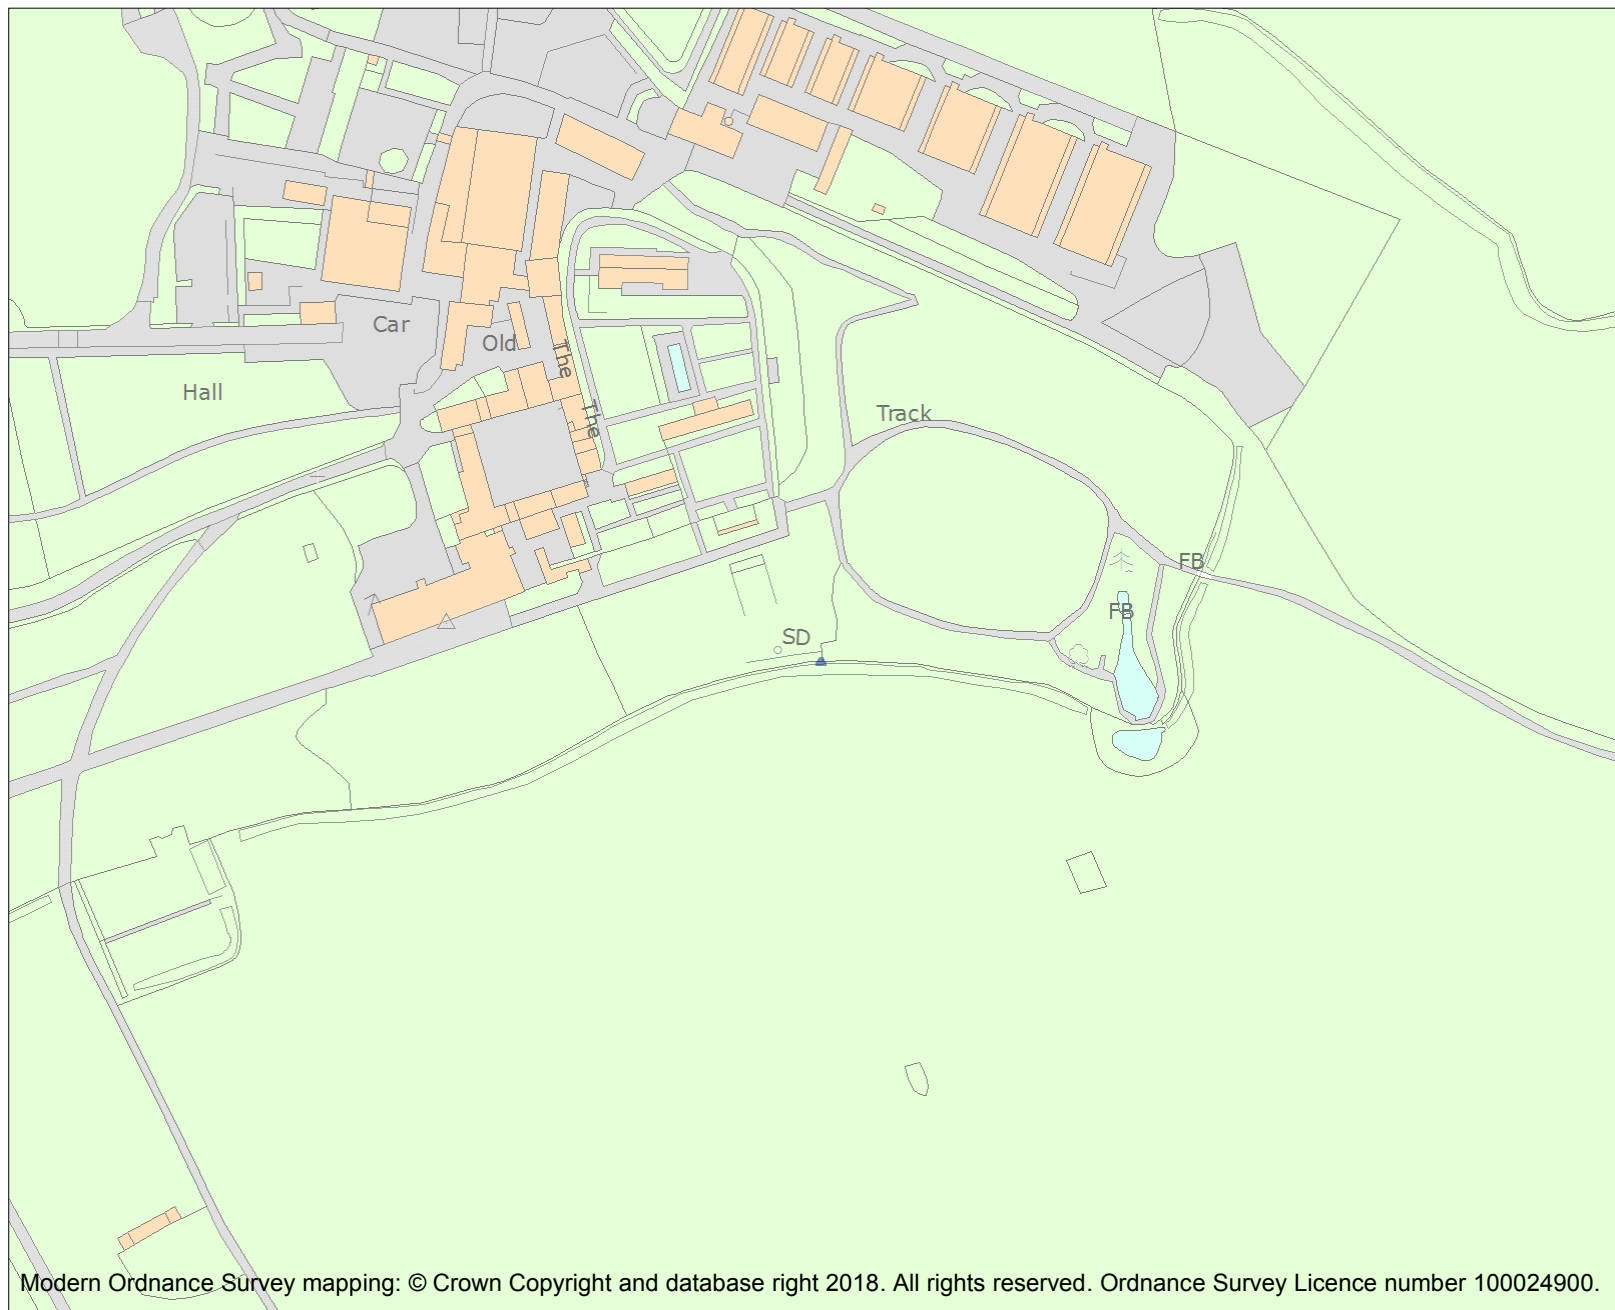 Car
Old
The
Hall
The
Track
FB
FB
SD
Modern Ordnance Survey mapping: © Crown Copyright and database right 2018. All rights reserved. Ordnance Survey Licence number 100024900.